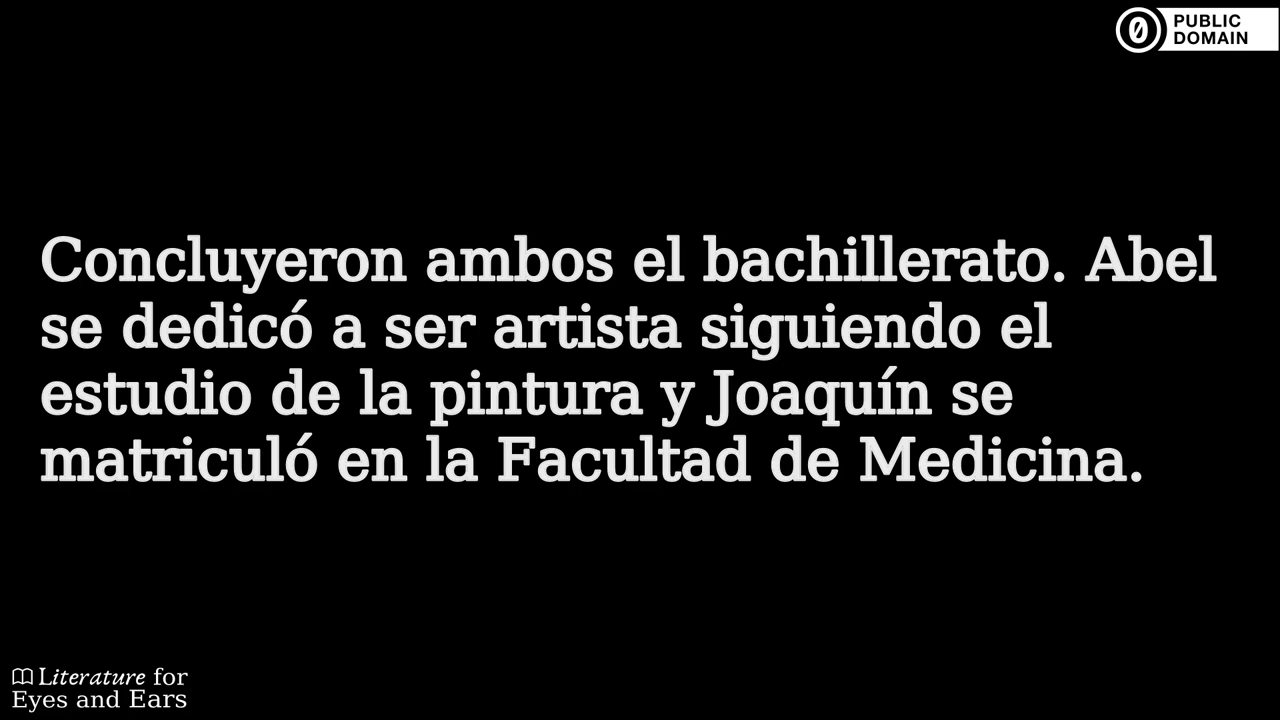 PUBLIC
DOMAIN
Concluyeron ambos el bachillerato. Abel
se dedicó a ser artista siguiendo el
estudio de la pintura y Joaquín se
matriculó en la Facultad de Medicina.
Literature for
Eyes and Ears